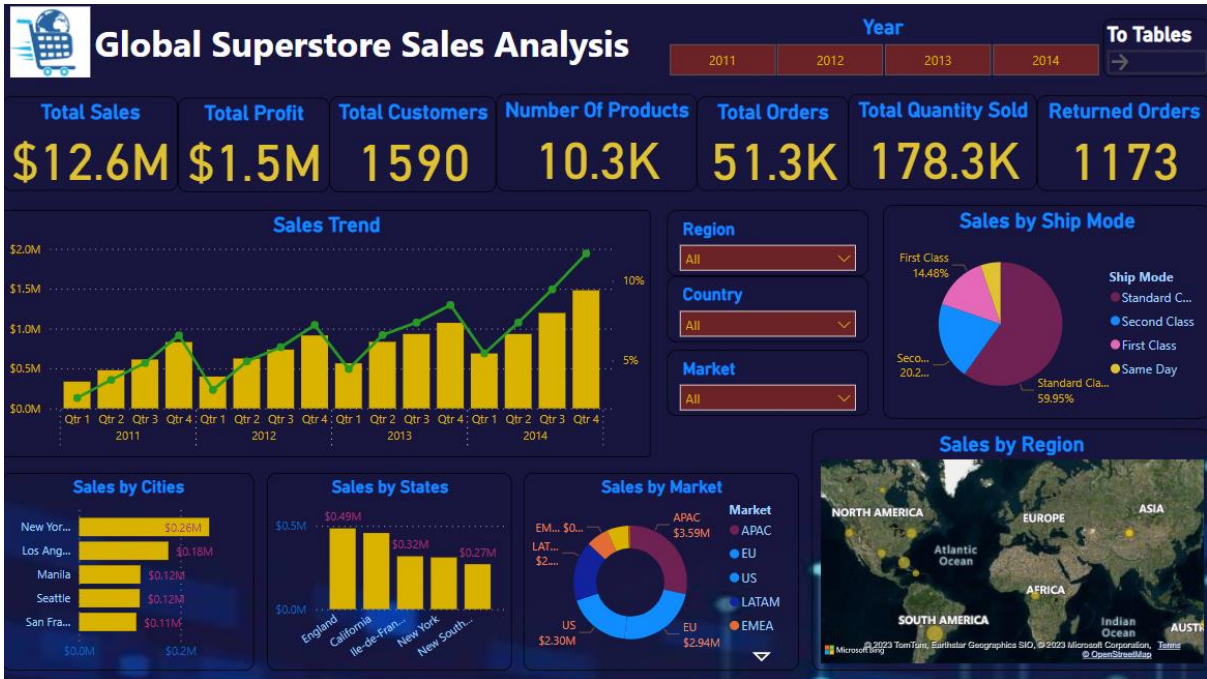 Global Superstore Sales Analysis
Year
2011 2012 2013 2014
To Tables
Total Sales
$12.6M
Total Profit
$1.5M
Total Customers
1590
Number Of Products
10.3K
Total Orders
51.3K
Total Quantity Sold
178.3K
Returned Orders
1173
Sales Trend
$2.0M
$1.5M
$1.0M
$0.5M
$0.0M
10%
5%
Qtr 1 Qtr 2 Qtr 3 Qtr 4 Qtr 1 Qtr 2 Qtr 3 Qtr 4 Qtr 1 Qtr 2 Qtr 3 Qtr 4 Qtr 1 Qtr 2 Qtr 3 Qtr 4
2011 2012 2013 2014
Region
All
Country
All
Market
All
Sales by Ship Mode
First Class
14.48%
Seco...
20.2...
Standard Cla...
59.95%
Ship Mode
Standard C...
Second Class
First Class
Same Day
Sales by Cities
New Yor... $0.26M
Los Ang... $0.18M
Manila $0.12M
Seattle $0.12M
San Fra... $0.11M
$0.0M $0.2M
Sales by States
$0.5M
$0.0M
$0.49M
$0.32M
$0.27M
England
California
Ile-de-Fran...
New York
New South...
Sales by Market
EM... $0...
LAT...
$2....
US
$2.30M
APAC
$3.59M
EU
$2.94M
Market
APAC
EU
US
LATAM
EMEA
Sales by Region
NORTH AMERICA
EUROPE
ASIA
Atlantic
Ocean
AFRICA
SOUTH AMERICA
Indian
Ocean
AUSTR
Microsoft Bing
© 2023 TomTom, Earthstar Geographics SIO, © 2023 Microsoft Corporation, Terms
© OpenStreetMap